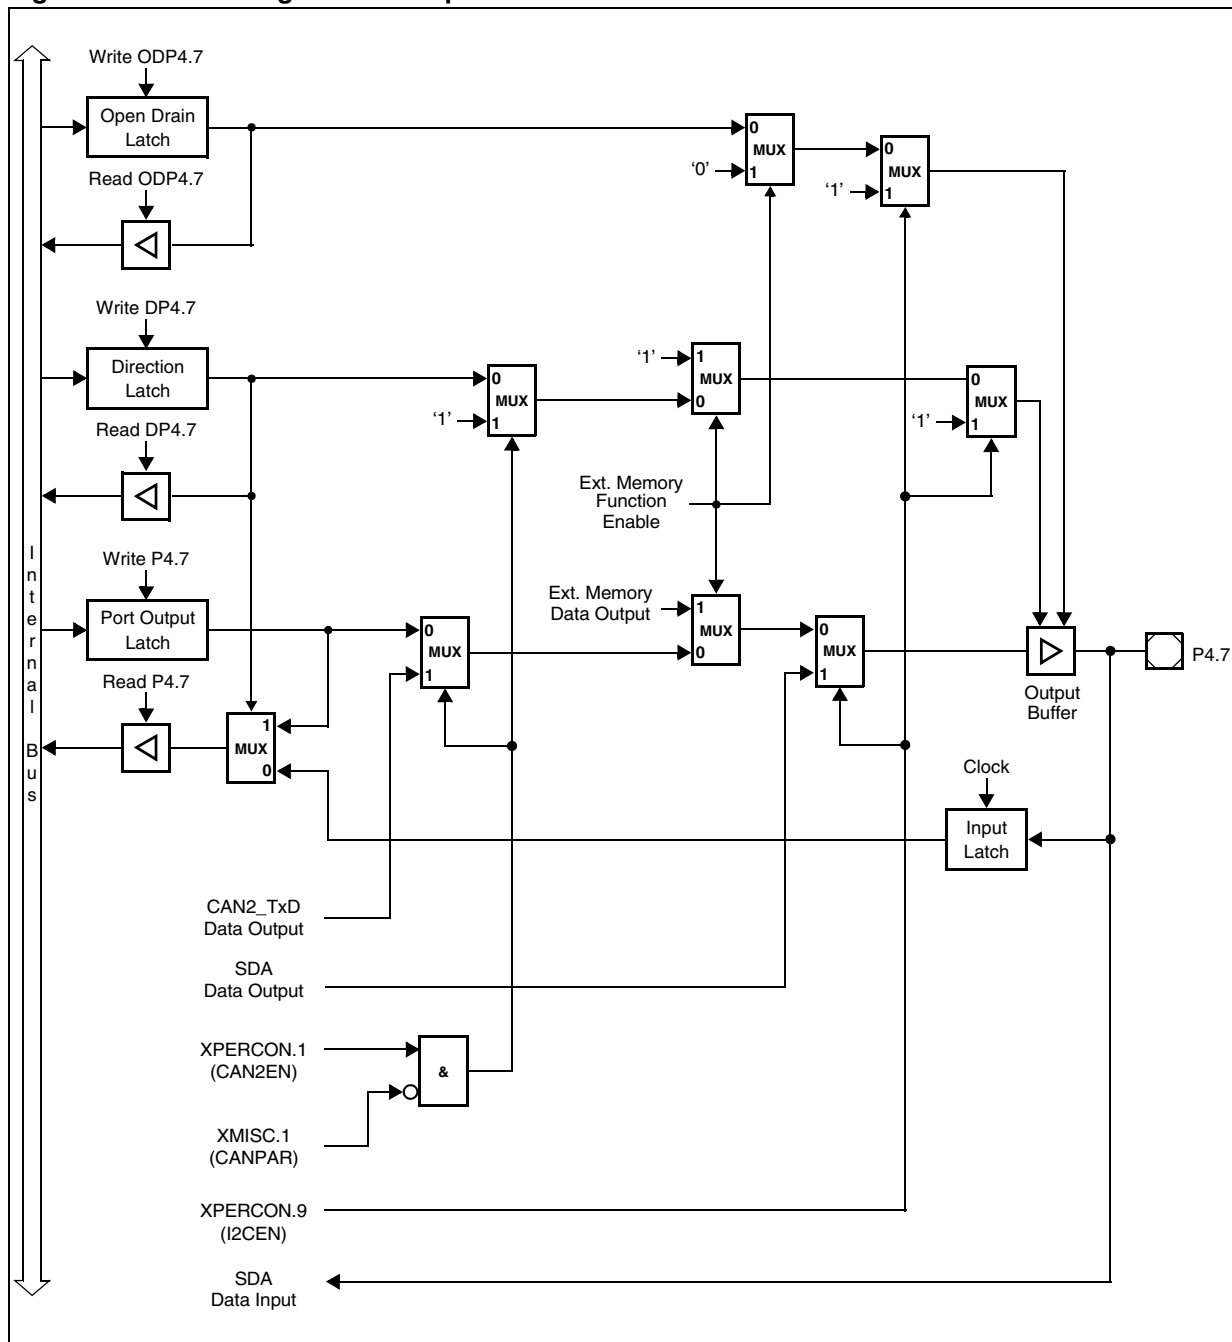 Write ODP4.7
Open Drain
Latch
Read ODP4.7
0
MUX
1
'0'
0
MUX
1
'1'
Write DP4.7
Direction
Latch
Read DP4.7
0
MUX
1
'1'
'1'
1
MUX
0
0
MUX
1
'1'
Ext. Memory
Function
Enable
Internal Bus
Write P4.7
Port Output
Latch
Read P4.7
0
MUX
1
Ext. Memory
Data Output
1
MUX
0
0
MUX
1
Output
Buffer
P4.7
1
MUX
0
Clock
Input
Latch
CAN2_TxD
Data Output
SDA
Data Output
XPERCON.1
(CAN2EN)
&
XMISC.1
(CANPAR)
XPERCON.9
(I2CEN)
SDA
Data Input